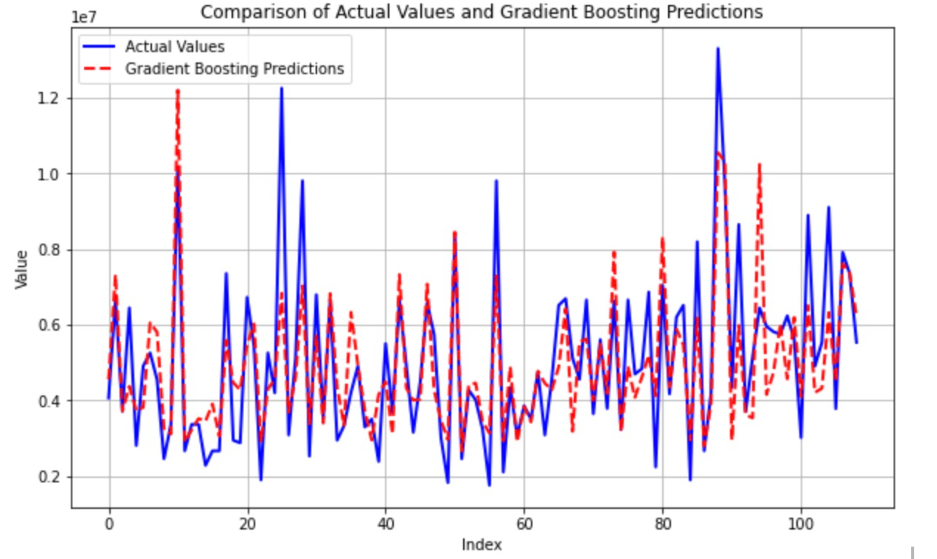 Comparison of Actual Values and Gradient Boosting Predictions
1e7
Actual Values
Gradient Boosting Predictions
1.2
1.0
0.8
0.6
0.4
0.2
Value
0 20 40 60 80 100
Index